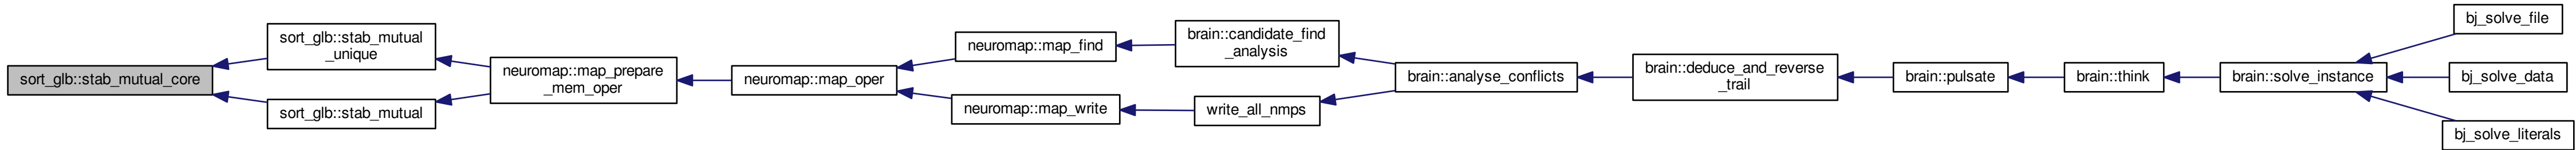 sort_glb::stab_mutual_core
sort_glb::stab_mutual
_unique
sort_glb::stab_mutual
neuromap::map_prepare
_mem_oper
neuromap::map_oper
neuromap::map_find
neuromap::map_write
brain::candidate_find
_analysis
write_all_nmps
brain::analyse_conflicts
brain::deduce_and_reverse
_trail
brain::pulsate
brain::think
brain::solve_instance
bj_solve_file
bj_solve_data
bj_solve_literals